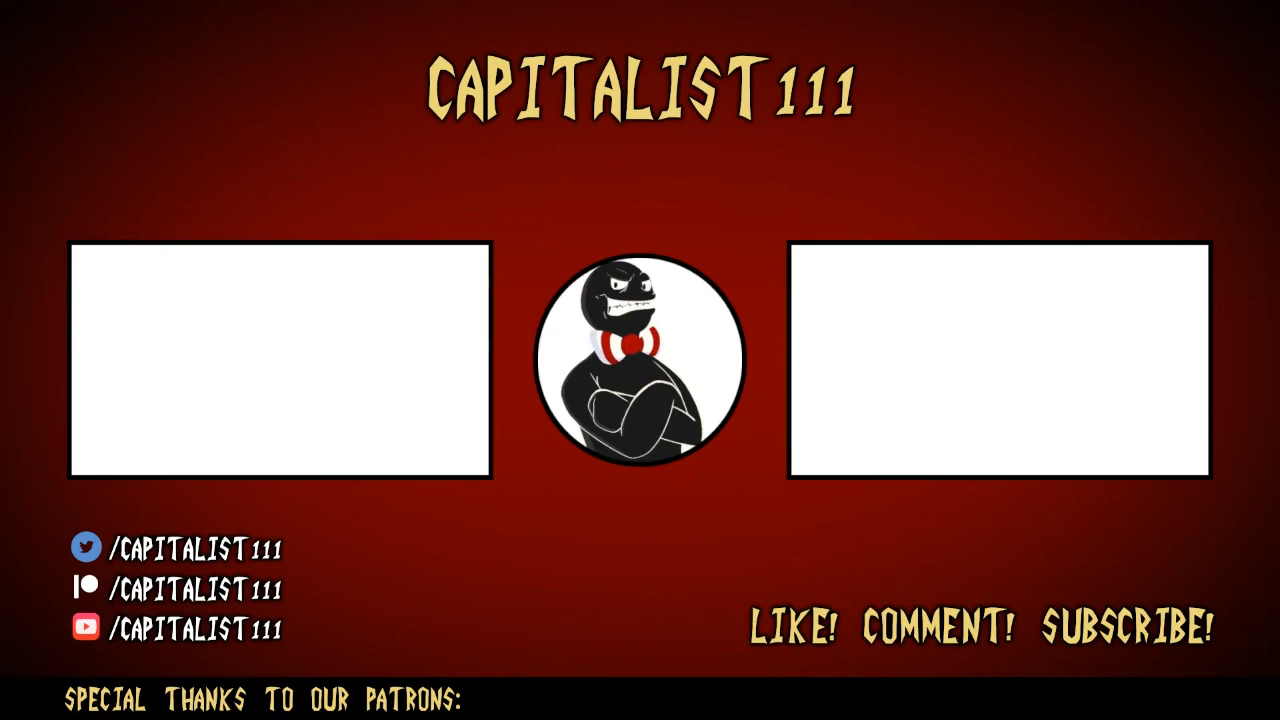 CAPITALIST111
/CAPITALIST111
/CAPITALIST111
/CAPITALIST111
LIKE! COMMENT! SUBSCRIBE!
SPECIAL THANKS TO OUR PATRONS: